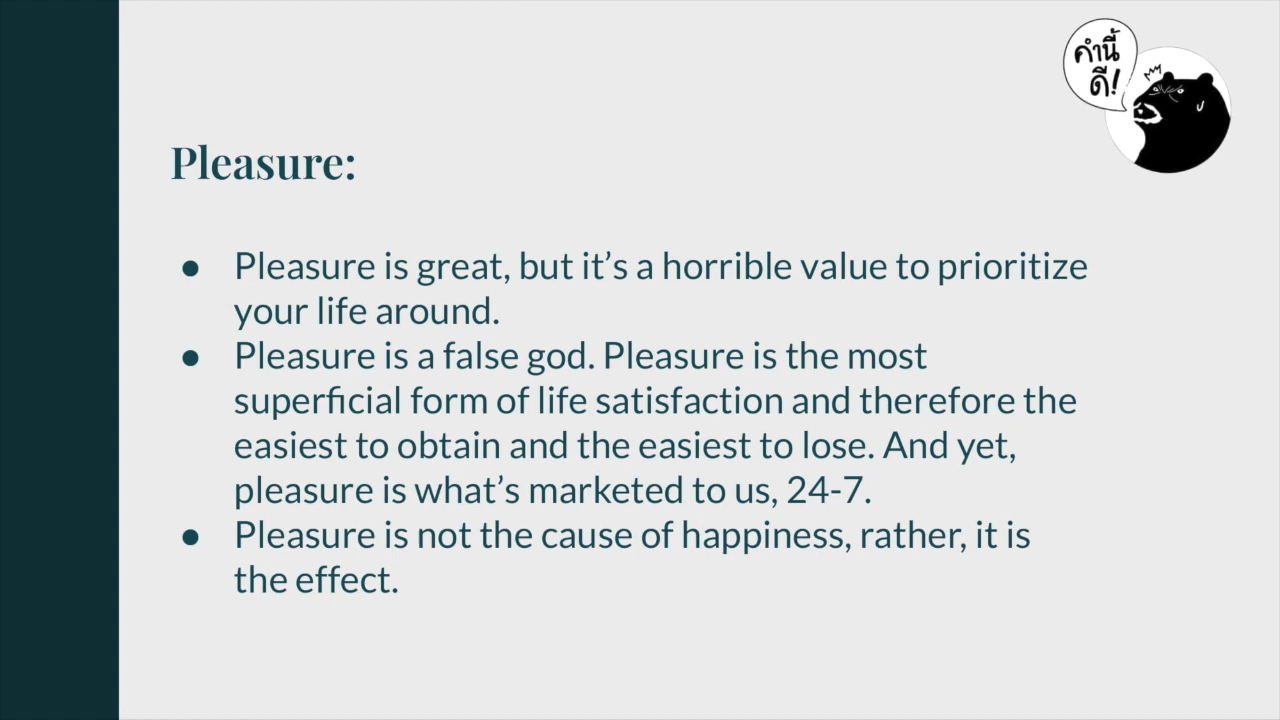 คำนี้
ดี!
Pleasure:
● Pleasure is great, but it’s a horrible value to prioritize
your life around.
● Pleasure is a false god. Pleasure is the most
superficial form of life satisfaction and therefore the
easiest to obtain and the easiest to lose. And yet,
pleasure is what’s marketed to us, 24-7.
● Pleasure is not the cause of happiness, rather, it is
the effect.